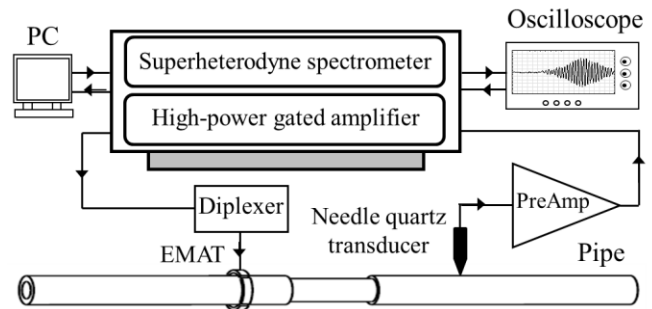 PC
Oscilloscope
Superheterodyne spectrometer
High-power gated amplifier
Diplexer
Needle quartz
transducer
PreAmp
EMAT
Pipe